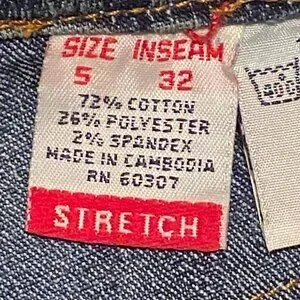 SIZE INSEAM
5 32
72% COTTON
26% POLYESTER
2% SPANDEX
MADE IN CAMBODIA
RN 60307
STRETCH